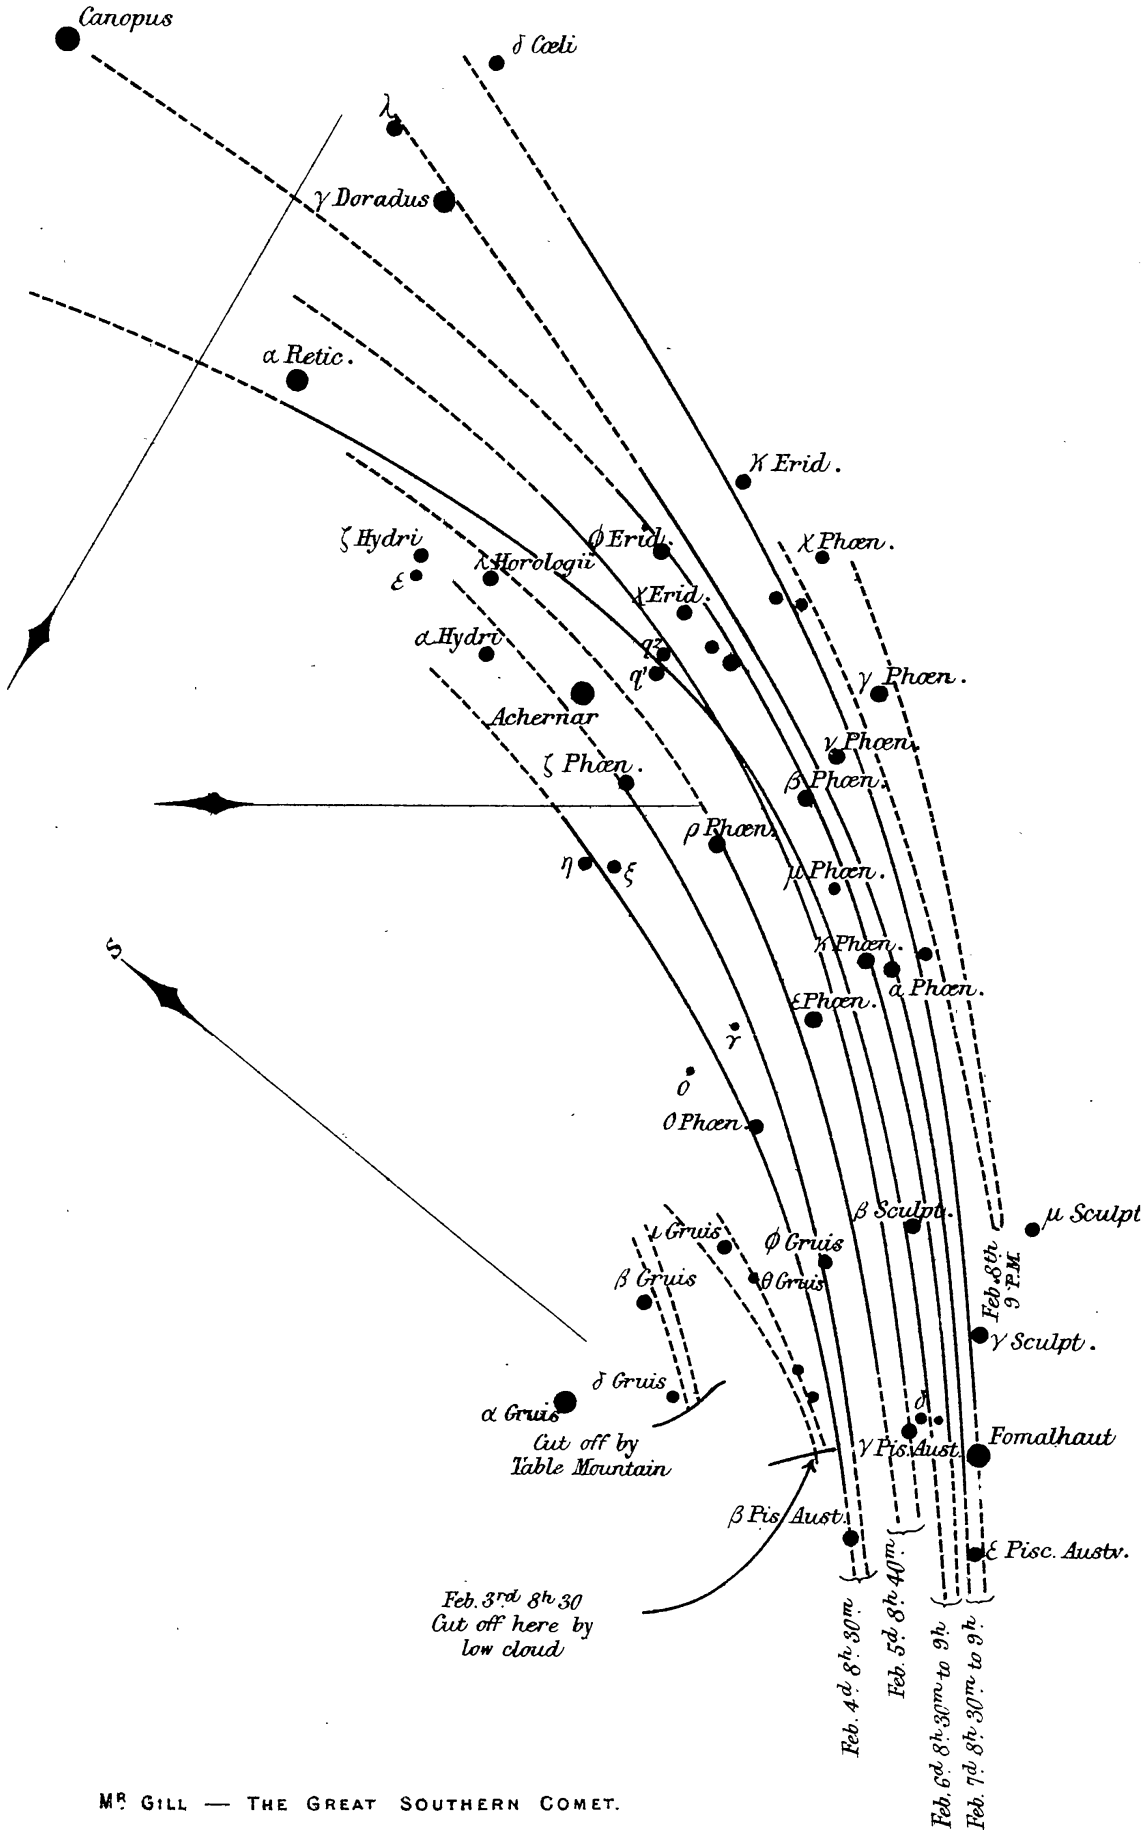 Canopus
δ Cœli
λ
γ Doradus
α Retic.
κ Erid.
ζ Hydri
λ Horologii
φ Erid.
χ Phœn.
ε
χ Erid.
α Hydri
q²
q¹
γ Phœn.
Achernar
ν Phœn.
ζ Phœn.
β Phœn.
ρ Phœn.
η
ξ
μ Phœn.
S
κ Phœn.
α Phœn.
ε Phœn.
γ
o
O Phœn.
β Sculpt.
μ Sculpt
ι Gruis
φ Gruis
β Gruis
θ Gruis
Feb. 8th
9 P.M.
γ Sculpt.
δ Gruis
α Gruis
δ
Cut off by
Table Mountain
γ Pis. Aust.
Fomalhaut
β Pis. Aust.
ε Pisc. Austr.
Feb. 3rd 8h 30
Cut off here by
low cloud
Feb. 4d 8h 30m
Feb. 5d 8h 40m
Feb. 6d 8h 30m to 9h
Feb. 7d 8h 30m to 9h
MR. GILL — THE GREAT SOUTHERN COMET.